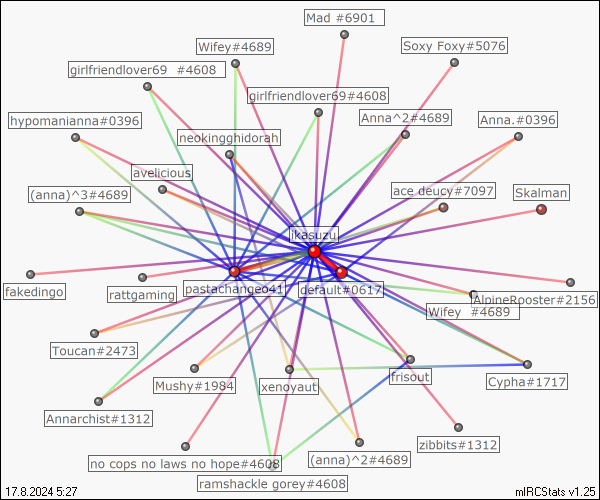 Mad #6901
Soxy Foxy#5076
Wifey#4689
girlfriendlover69 #4608
girlfriendlover69#4608
hypomanianna#0396
Anna^2#4689
Anna.#0396
neokingghidorah
avelicious
(anna)^3#4689
ace deucy#7097
Skalman
ikasuzu
fakedingo
rattgaming
pastachangeo41
default#0617
AlpineRooster#2156
Wifey #4689
Toucan#2473
Mushy#1984
xenoyaut
frisout
Cypha#1717
Annarchist#1312
zibbits#1312
no cops no laws no hope#4608
(anna)^2#4689
ramshackle gorey#4608
17.8.2024 5:27
mIRCStats v1.25